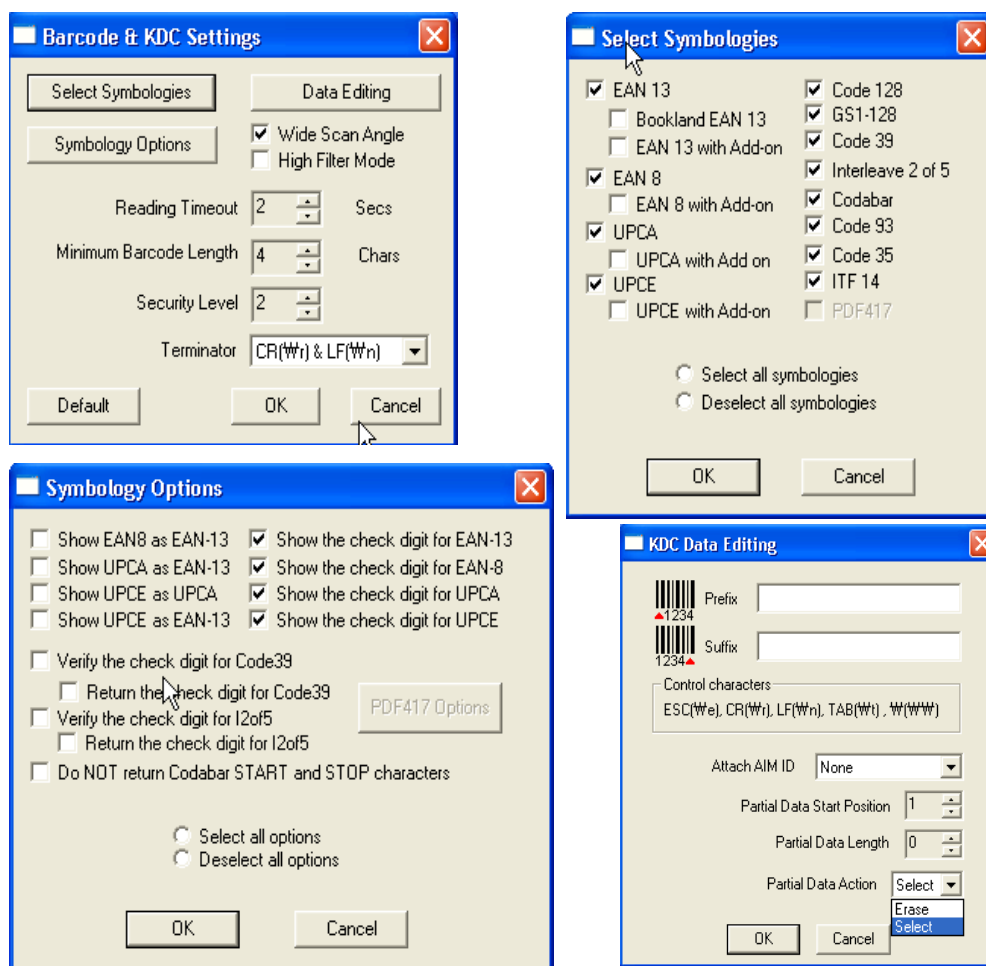 Barcode & KDC Settings
Select Symbologies
Data Editing
Symbology Options
Wide Scan Angle
High Filter Mode
Reading Timeout 2 Secs
Minimum Barcode Length 4 Chars
Security Level 2
Terminator CR(₩r) & LF(₩n)
Default OK Cancel
Select Symbologies
EAN 13
Bookland EAN 13
EAN 13 with Add-on
EAN 8
EAN 8 with Add-on
UPCA
UPCA with Add on
UPCE
UPCE with Add-on
Code 128
GS1-128
Code 39
Interleave 2 of 5
Codabar
Code 93
Code 35
ITF 14
PDF417
Select all symbologies
Deselect all symbologies
OK Cancel
Symbology Options
Show EAN8 as EAN-13
Show UPCA as EAN-13
Show UPCE as UPCA
Show UPCE as EAN-13
Show the check digit for EAN-13
Show the check digit for EAN-8
Show the check digit for UPCA
Show the check digit for UPCE
Verify the check digit for Code39
Return the check digit for Code39
Verify the check digit for I2of5
Return the check digit for I2of5
PDF417 Options
Do NOT return Codabar START and STOP characters
Select all options
Deselect all options
OK Cancel
KDC Data Editing
1234 Prefix
1234 Suffix
Control characters
ESC(₩e), CR(₩r), LF(₩n), TAB(₩t) , ₩(₩₩)
Attach AIM ID None
Partial Data Start Position 1
Partial Data Length 0
Partial Data Action Select
Erase
Select
OK Cancel